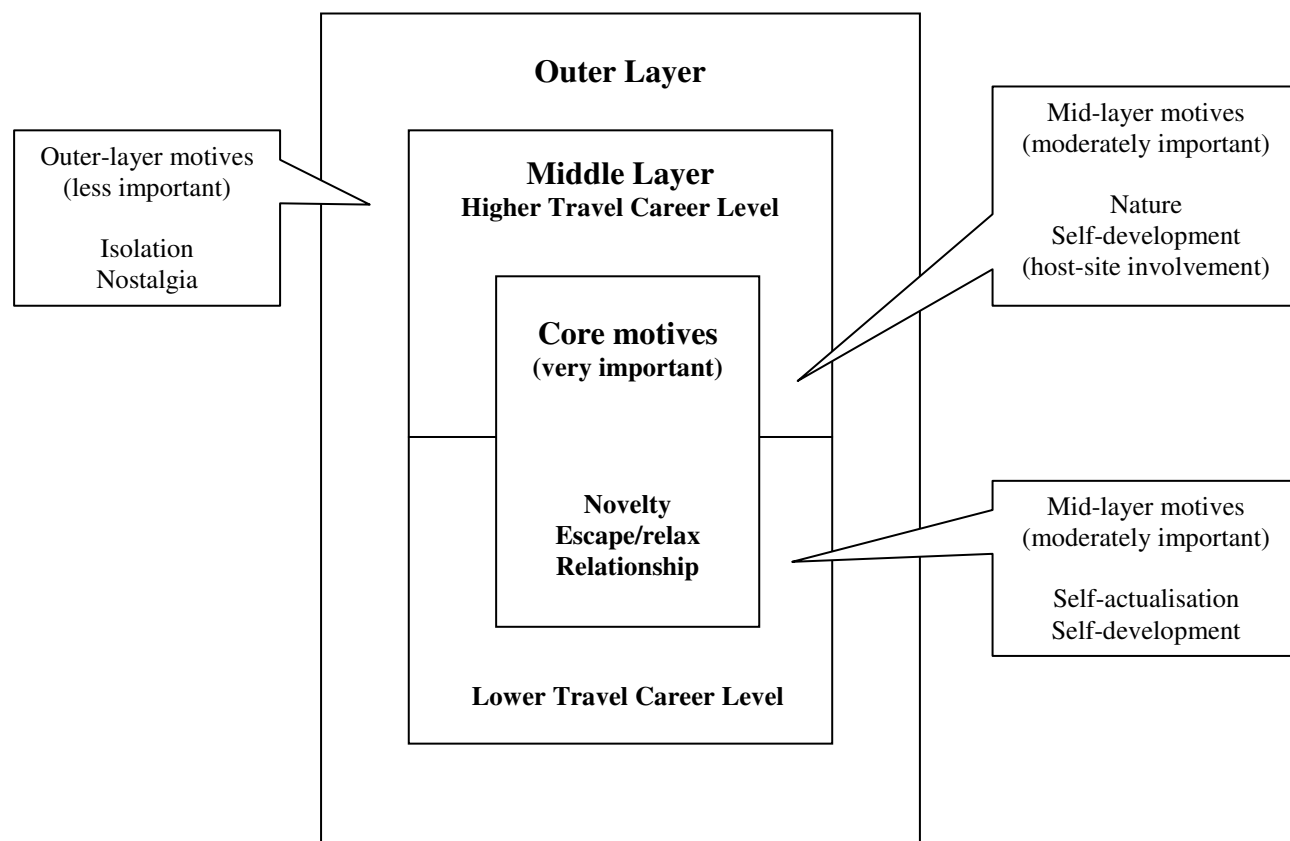 Outer Layer
Outer-layer motives
(less important)
Isolation
Nostalgia
Middle Layer
Higher Travel Career Level
Mid-layer motives
(moderately important)
Nature
Self-development
(host-site involvement)
Core motives
(very important)
Novelty
Escape/relax
Relationship
Mid-layer motives
(moderately important)
Self-actualisation
Self-development
Lower Travel Career Level